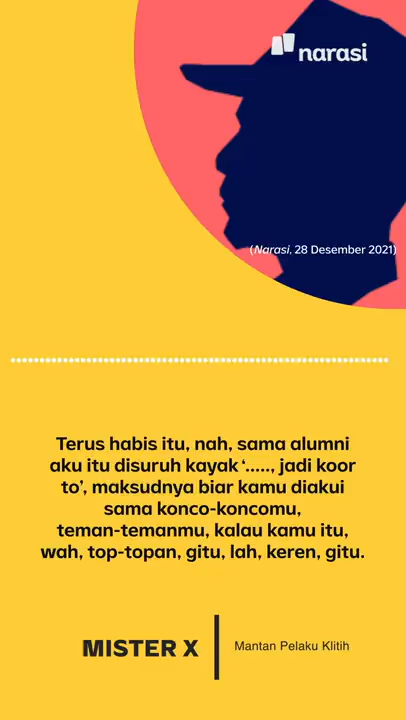 narasi
(Narasi, 28 Desember 2021)
Terus habis itu, nah, sama alumni
aku itu disuruh kayak ‘....., jadi koor
to’, maksudnya biar kamu diakui
sama konco-koncomu,
teman-temanmu, kalau kamu itu,
wah, top-topan, gitu, lah, keren, gitu.
MISTER X
Mantan Pelaku Klitih